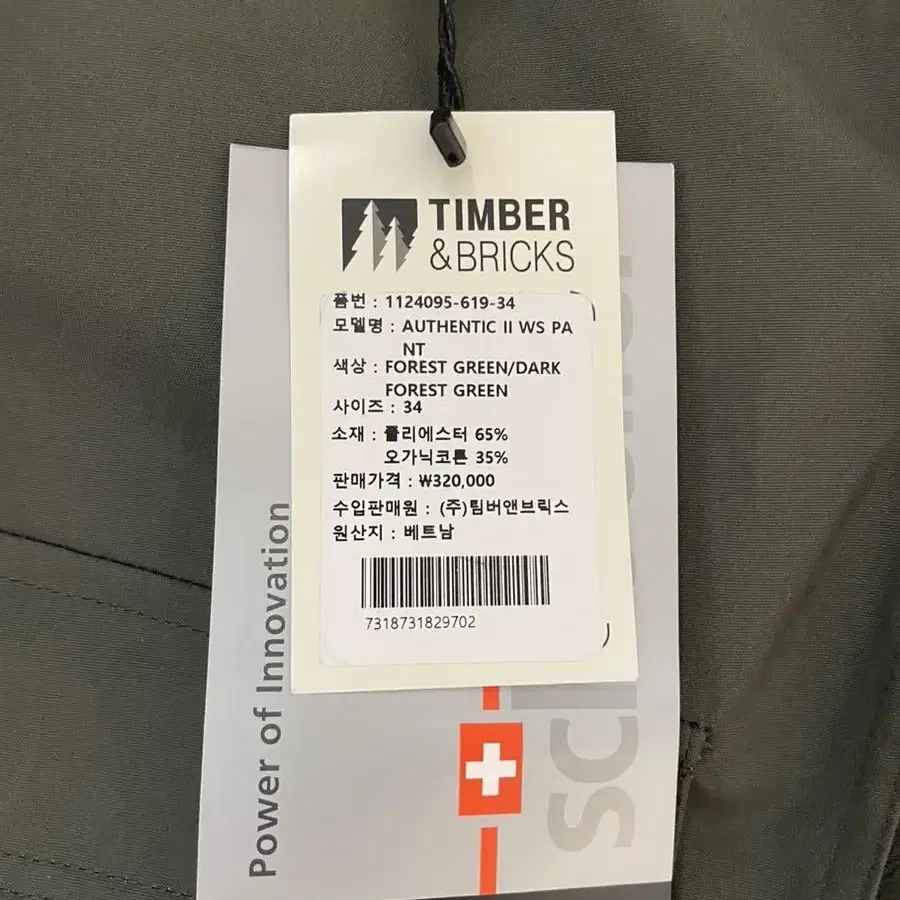 TIMBER
&BRICKS
품번 : 1124095-619-34
모델명 : AUTHENTIC II WS PA
NT
색상 : FOREST GREEN/DARK
FOREST GREEN
사이즈 : 34
소재 : 폴리에스터 65%
오가닉코튼 35%
판매가격 : ₩320,000
수입판매원 : (주)팀버앤브릭스
원산지 : 베트남
7318731829702
Power of Innovation